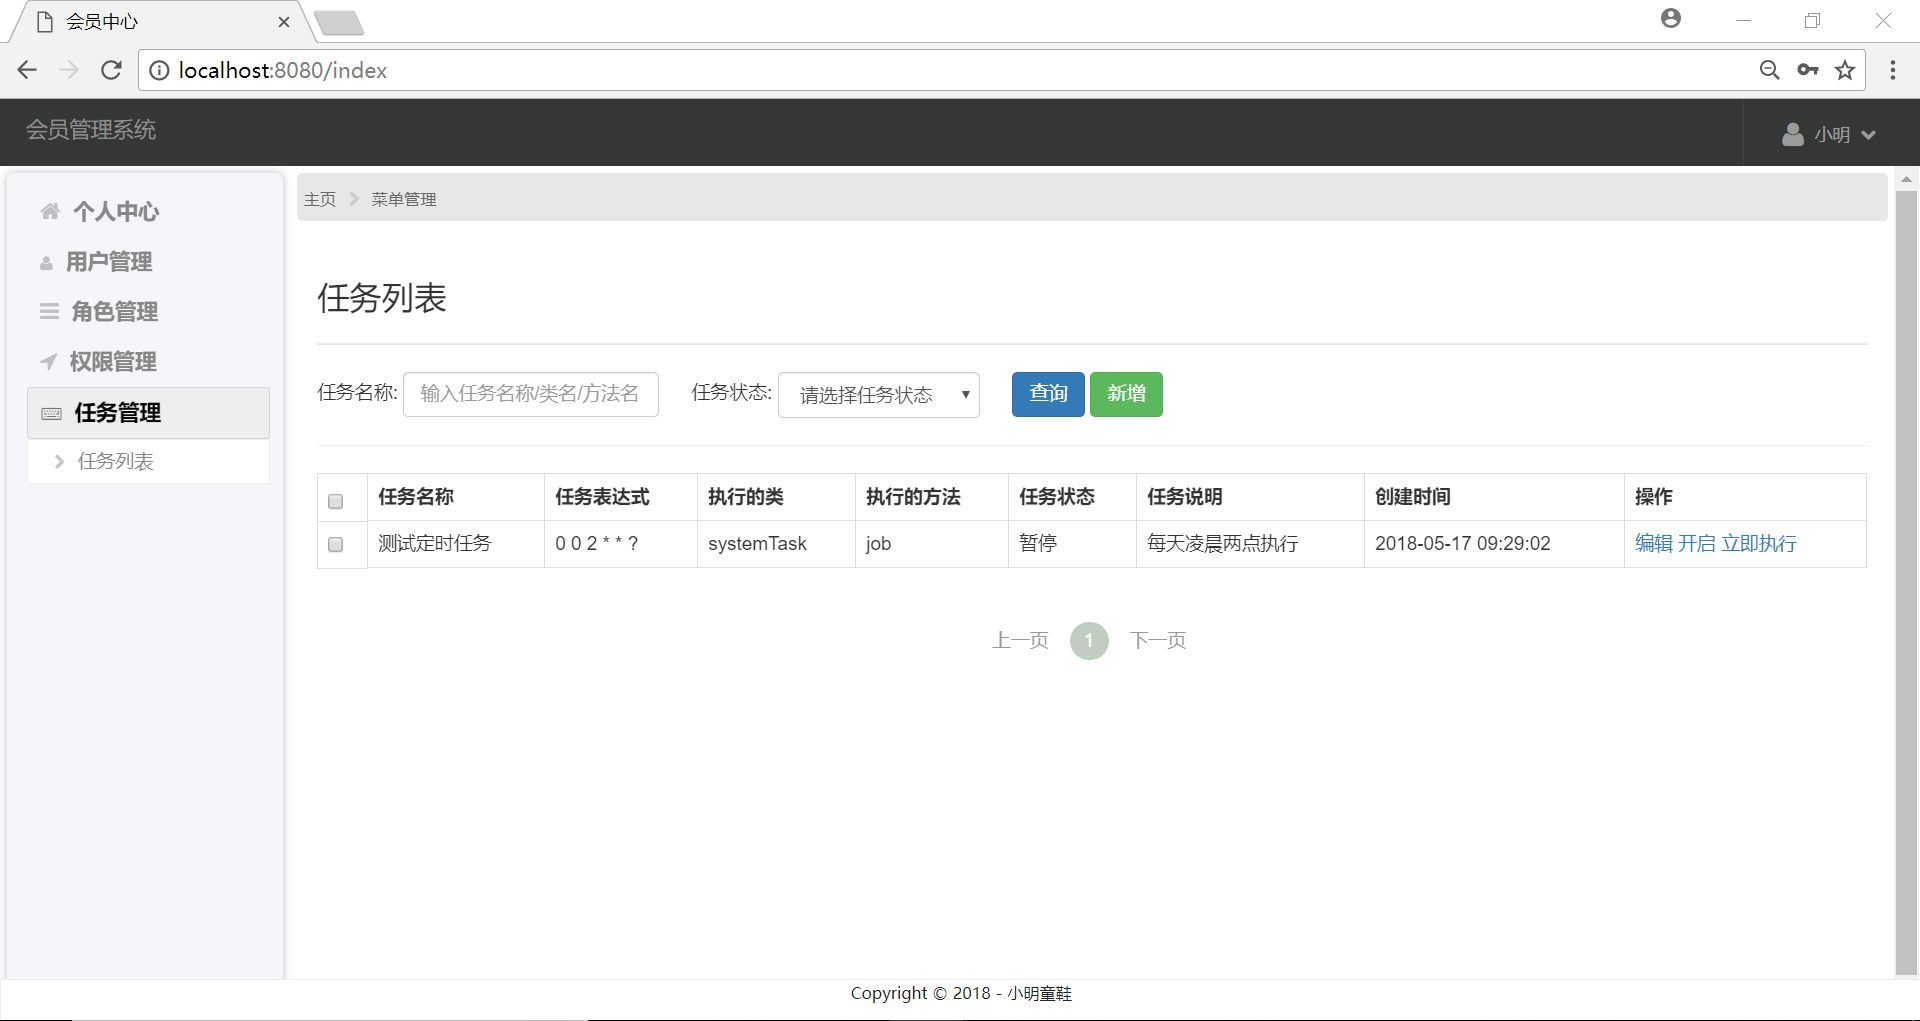 会员中心
localhost:8080/index
会员管理系统
小明
个人中心
用户管理
角色管理
权限管理
任务管理
任务列表
主页 菜单管理
任务列表
任务名称: 输入任务名称/类名/方法名 任务状态: 请选择任务状态 查询 新增
任务名称 任务表达式 执行的类 执行的方法 任务状态 任务说明 创建时间 操作
测试定时任务 0 0 2 * * ? systemTask job 暂停 每天凌晨两点执行 2018-05-17 09:29:02 编辑 开启 立即执行
上一页 1 下一页
Copyright © 2018 - 小明童鞋